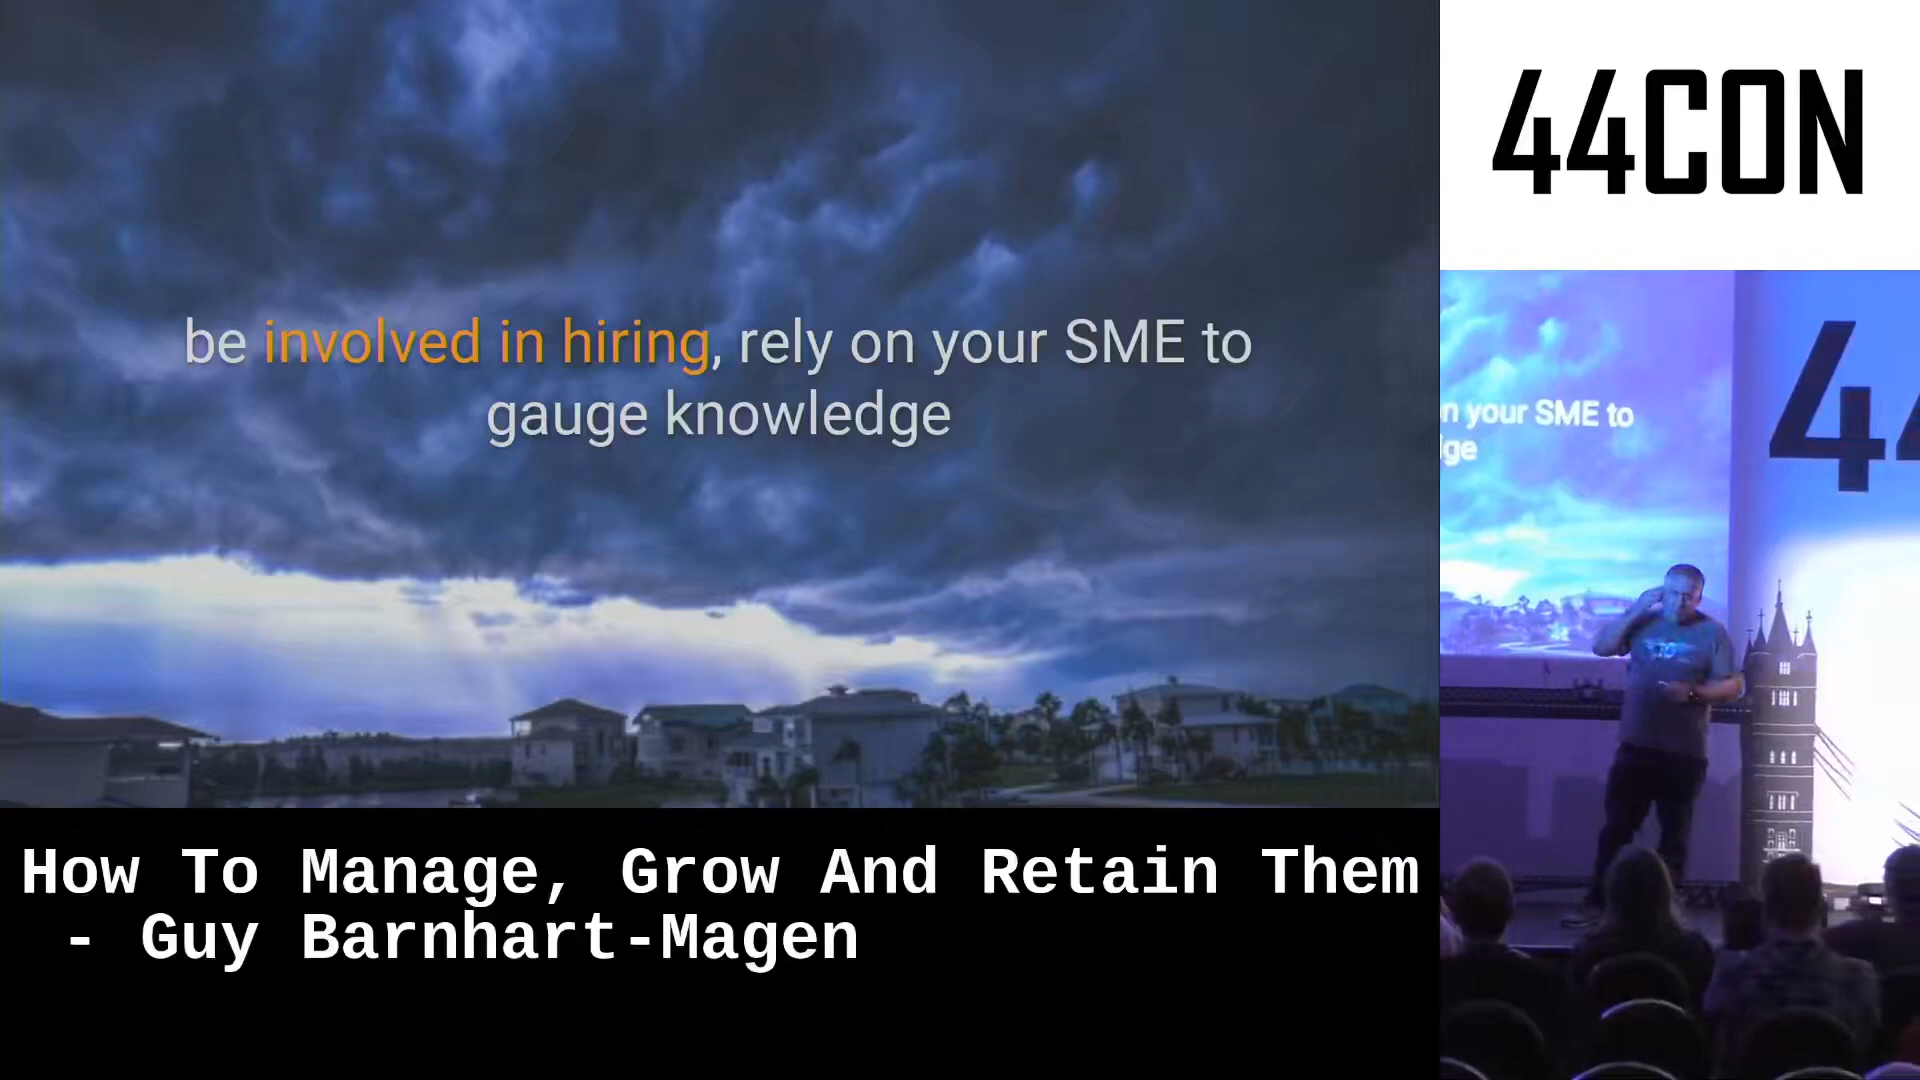 be involved in hiring, rely on your SME to
gauge knowledge
44CON
n your SME to
ge
44
How To Manage, Grow And Retain Them
- Guy Barnhart-Magen